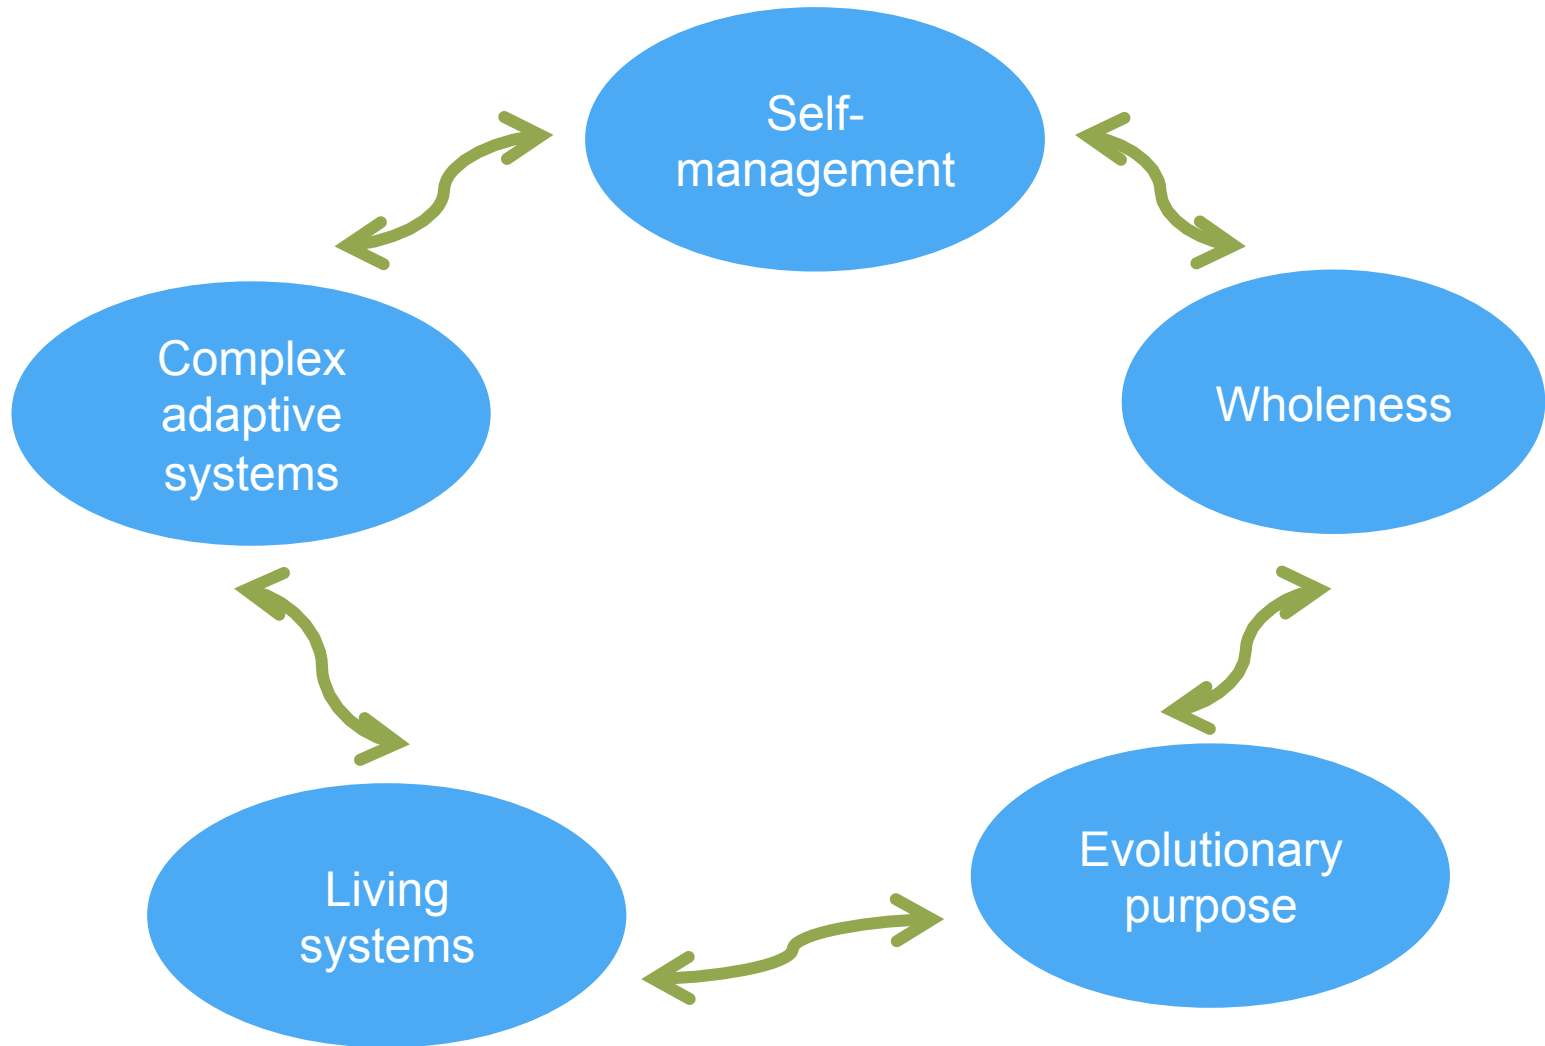 Self-
management
Complex
adaptive
systems
Wholeness
Evolutionary
purpose
Living
systems